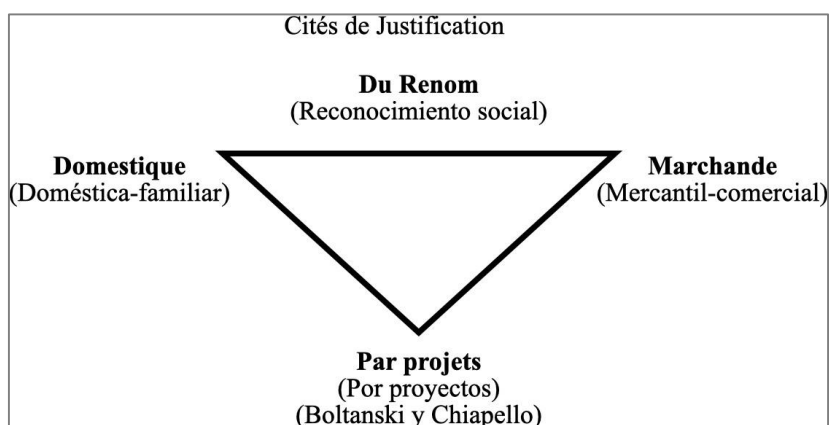 Cités de Justification
Du Renom
(Reconocimiento social)
Domestique
(Doméstica-familiar)
Marchande
(Mercantil-comercial)
Par projets
(Por proyectos)
(Boltanski y Chiapello)